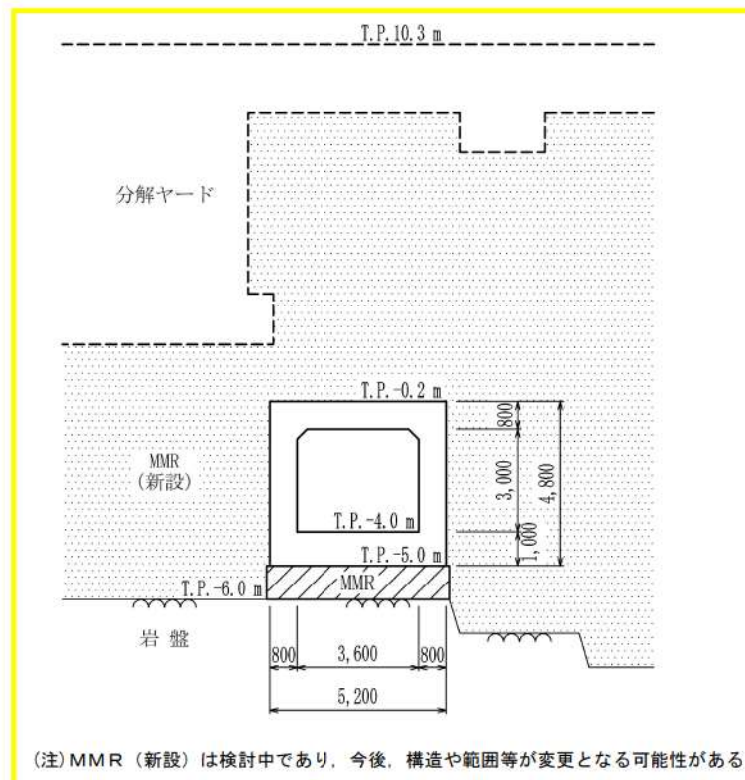 T.P.10.3 m
分解ヤード
T.P.-0.2 m
800
3,000
4,800
1,000
MMR
(新設)
T.P.-4.0 m
T.P.-5.0 m
MMR
T.P.-6.0 m
岩 盤
800
3,600
800
5,200
(注)MMR（新設）は検討中であり，今後，構造や範囲等が変更となる可能性がある